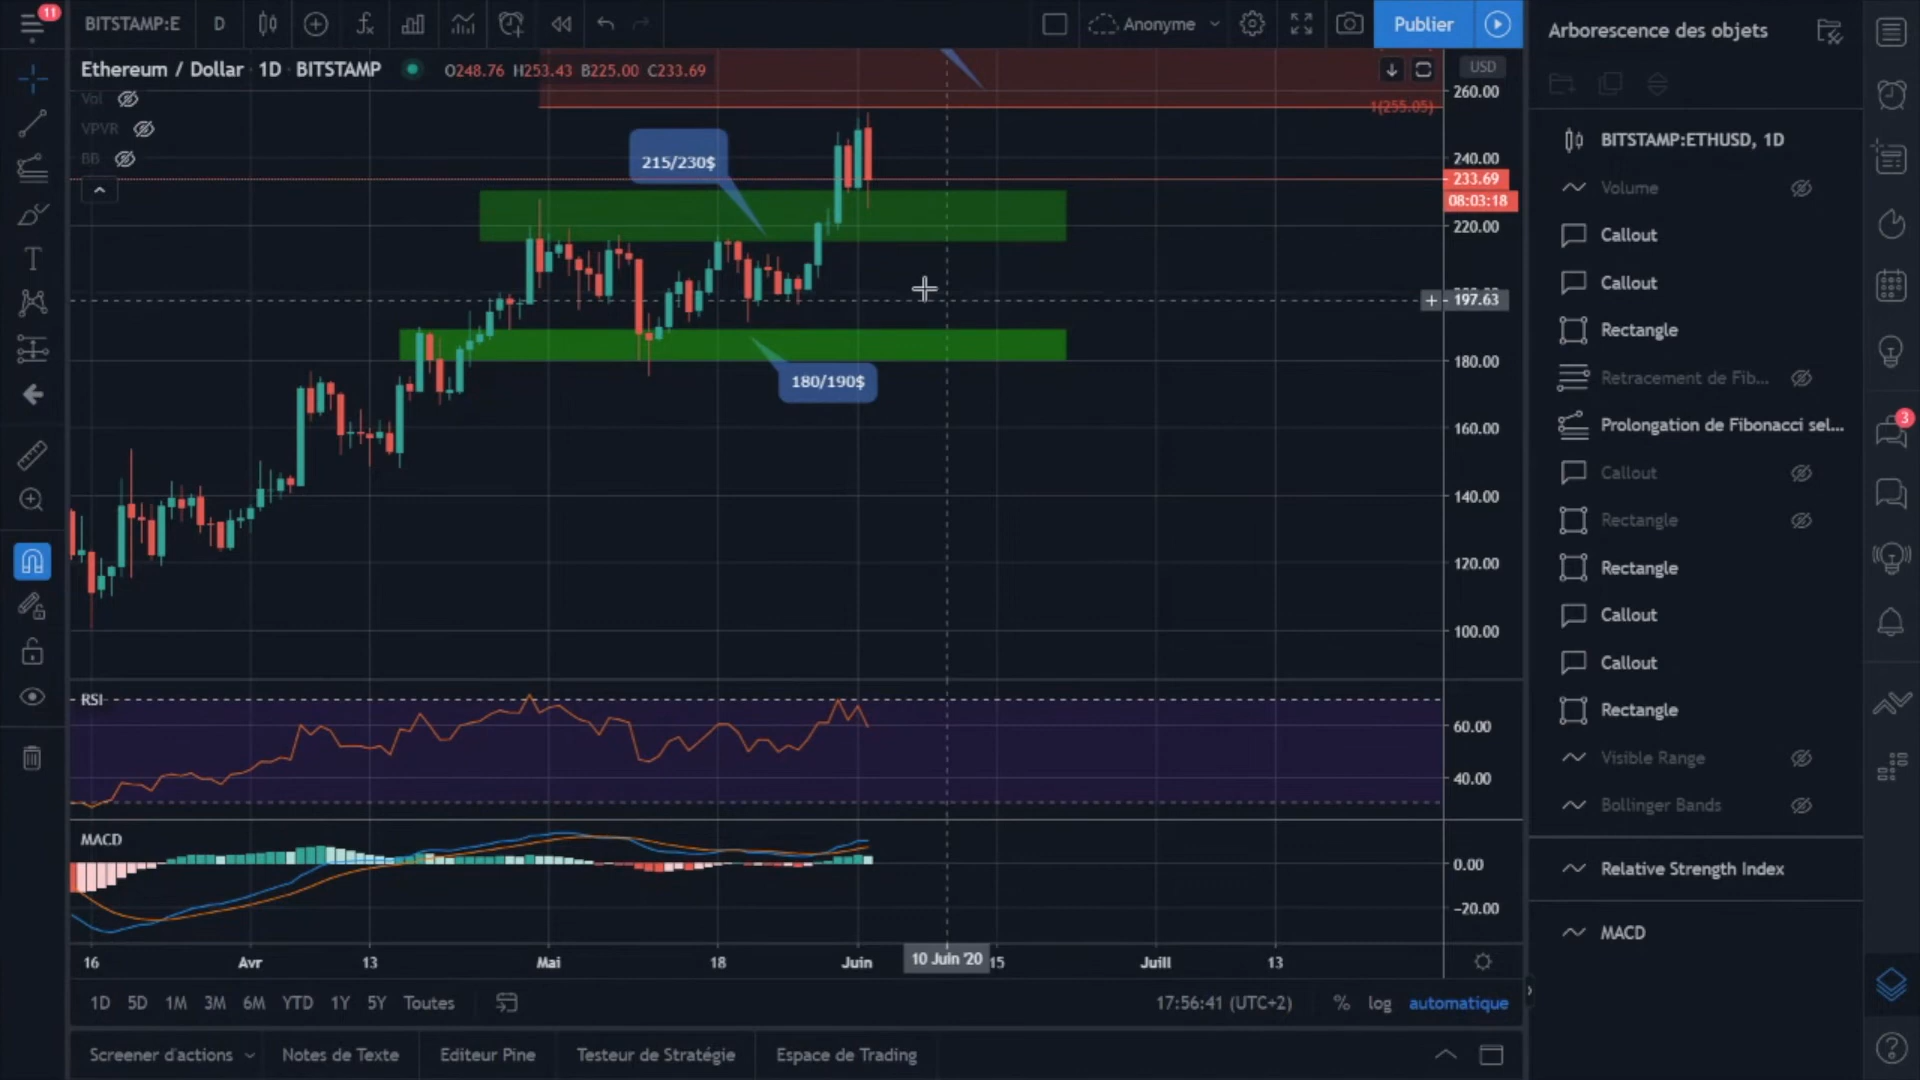 11
BITSTAMP:E
D
Anonyme
Publier
Arborescence des objets
Ethereum / Dollar · 1D · BITSTAMP
O248.76 H253.43 B225.00 C233.69
USD
Vol
VPVR
BB
1(255.05)
260.00
240.00
233.69
08:03:18
220.00
197.63
180.00
160.00
140.00
120.00
100.00
215/230$
180/190$
RSI
60.00
40.00
MACD
0.00
-20.00
16
Avr
13
Mai
18
Juin
10 Juin '20
15
Juill
13
1D 5D 1M 3M 6M YTD 1Y 5Y Toutes
17:56:41 (UTC+2)
% log automatique
Screener d'actions
Notes de Texte
Editeur Pine
Testeur de Stratégie
Espace de Trading
BITSTAMP:ETHUSD, 1D
Volume
Callout
Callout
Rectangle
Retracement de Fib...
Prolongation de Fibonacci sel...
Callout
Rectangle
Rectangle
Callout
Callout
Rectangle
Visible Range
Bollinger Bands
Relative Strength Index
MACD
3